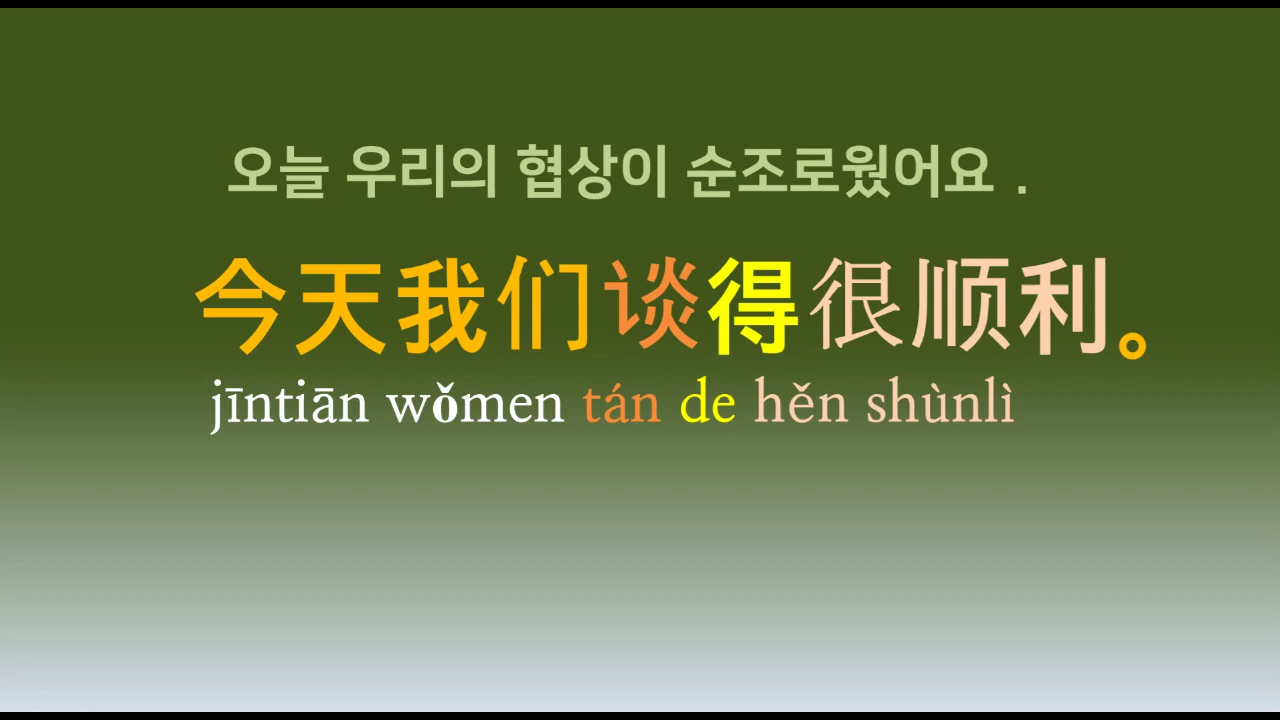 오늘 우리의 협상이 순조로웠어요 .
今天我们谈得很顺利。
jīntiān wǒmen tán de hěn shùnlì